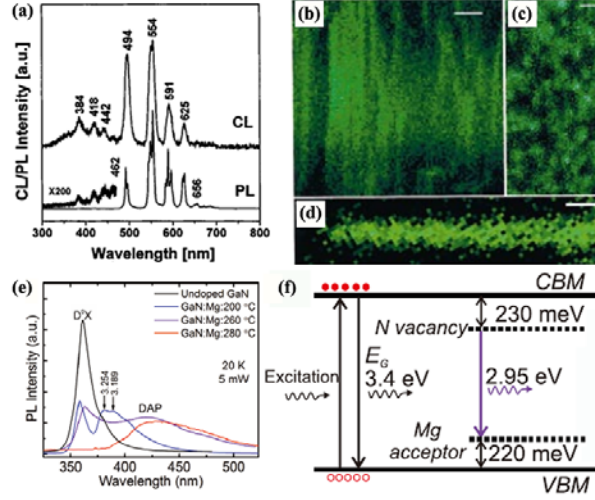 (a)
384
418
442
494
554
591
625
CL
X200
462
656
PL
CL/PL Intensity [a.u.]
300 400 500 600 700 800
Wavelength [nm]
(b)
(c)
(d)
(e)
D⁰X
Undoped GaN
GaN:Mg:200 °C
GaN:Mg:260 °C
GaN:Mg:280 °C
3.254
3.189
20 K
5 mW
DAP
PL Intensity (a.u.)
350 400 450 500
Wavelength (nm)
(f)
CBM
N vacancy
230 meV
Excitation
E_G
3.4 eV
2.95 eV
Mg
acceptor
220 meV
VBM